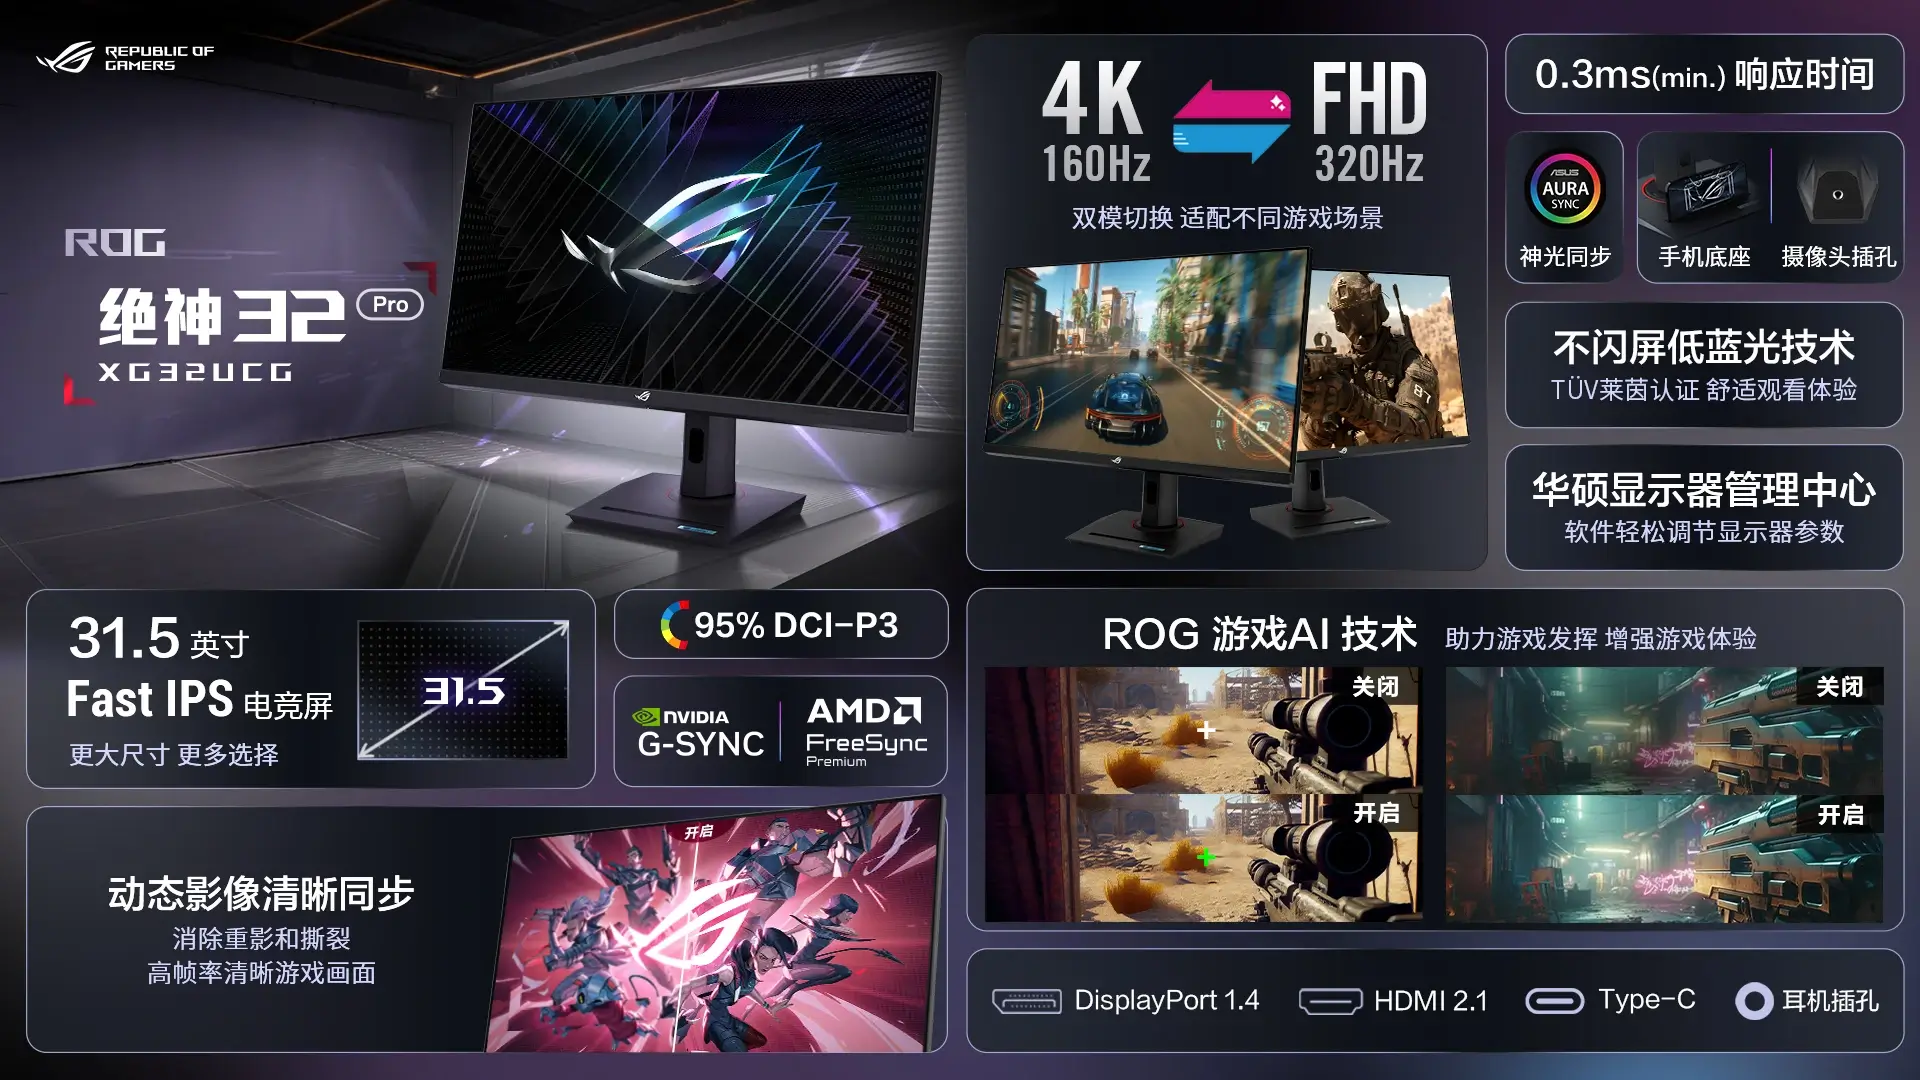 REPUBLIC OF
GAMERS
ROG
绝神32 Pro
XG32UCG
4K
160Hz
FHD
320Hz
双模切换 适配不同游戏场景
87
0.3ms(min.) 响应时间
ASUS
AURA
SYNC
神光同步
手机底座
摄像头插孔
不闪屏低蓝光技术
TÜV莱茵认证 舒适观看体验
华硕显示器管理中心
软件轻松调节显示器参数
31.5 英寸
Fast IPS 电竞屏
更大尺寸 更多选择
31.5
95% DCI-P3
NVIDIA
G-SYNC
AMD
FreeSync
Premium
动态影像清晰同步
消除重影和撕裂
高帧率清晰游戏画面
开启
ROG 游戏AI 技术
助力游戏发挥 增强游戏体验
关闭
关闭
开启
开启
DisplayPort 1.4
HDMI 2.1
Type-C
耳机插孔